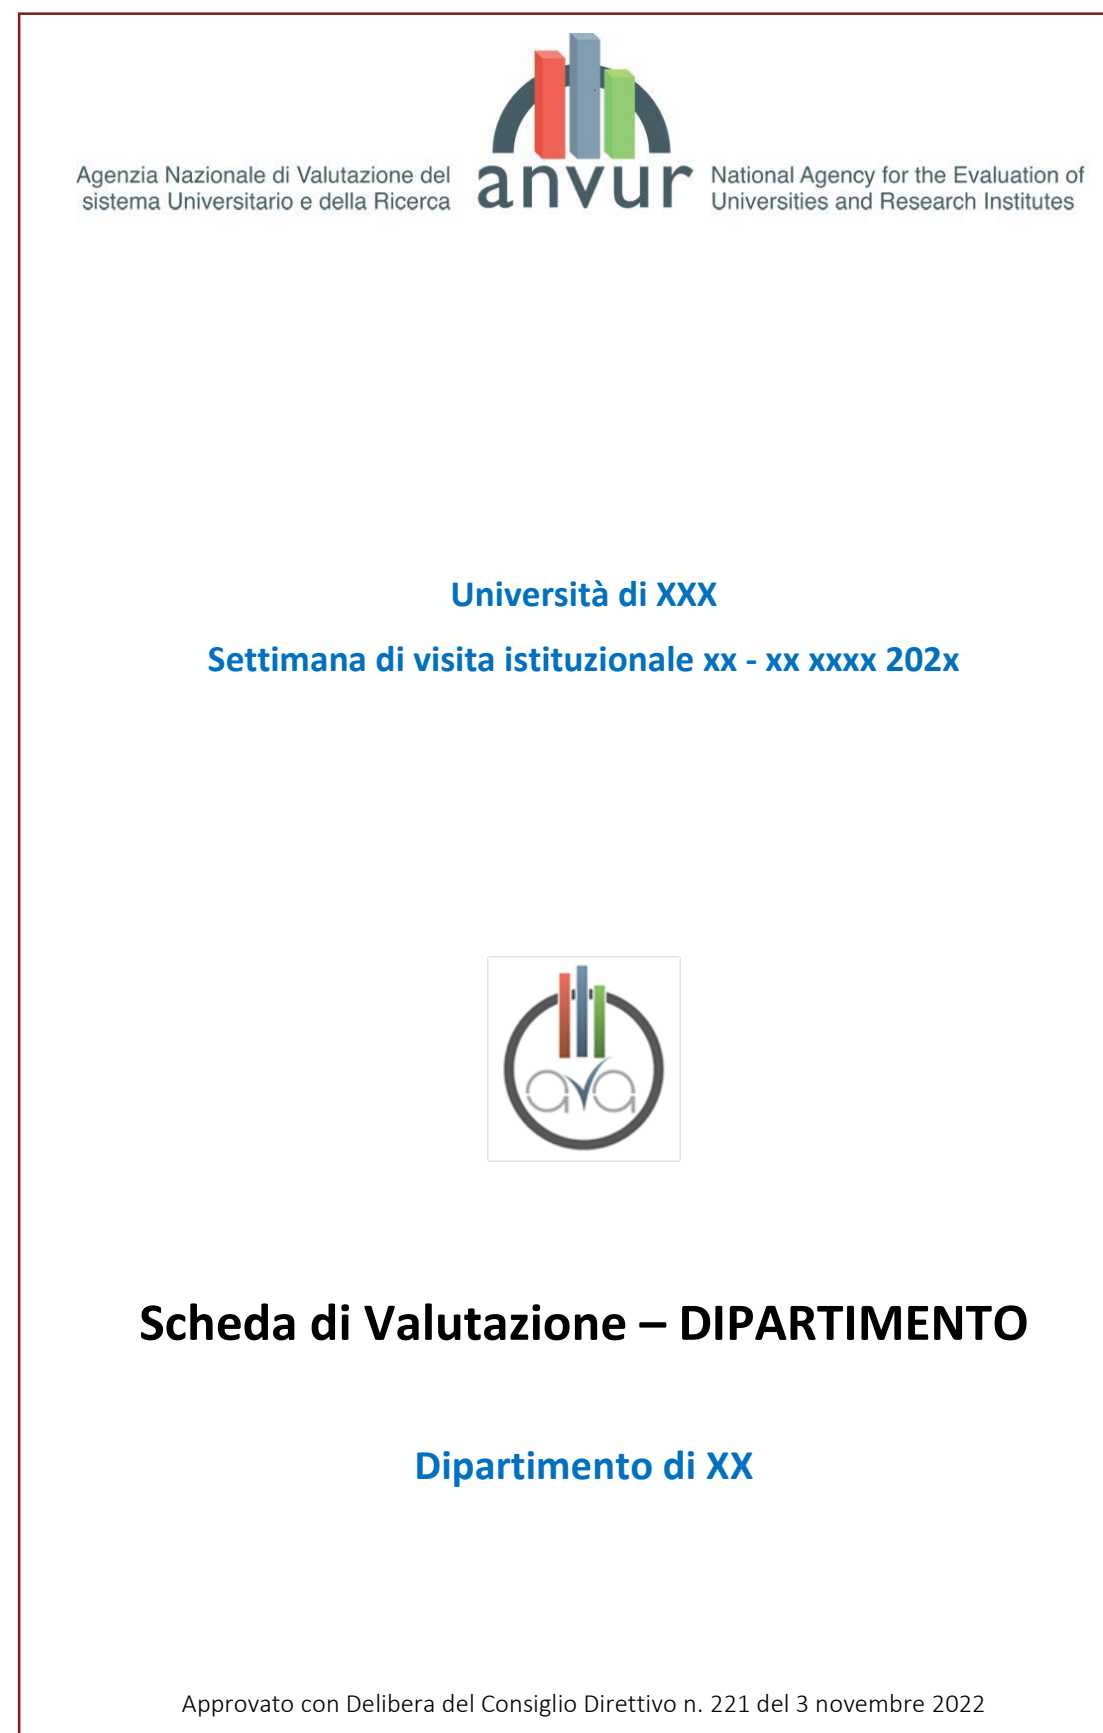 Agenzia Nazionale di Valutazione del
sistema Universitario e della Ricerca
anvur
National Agency for the Evaluation of
Universities and Research Institutes
Università di XXX
Settimana di visita istituzionale xx - xx xxxx 202x
ava
Scheda di Valutazione – DIPARTIMENTO
Dipartimento di XX
Approvato con Delibera del Consiglio Direttivo n. 221 del 3 novembre 2022